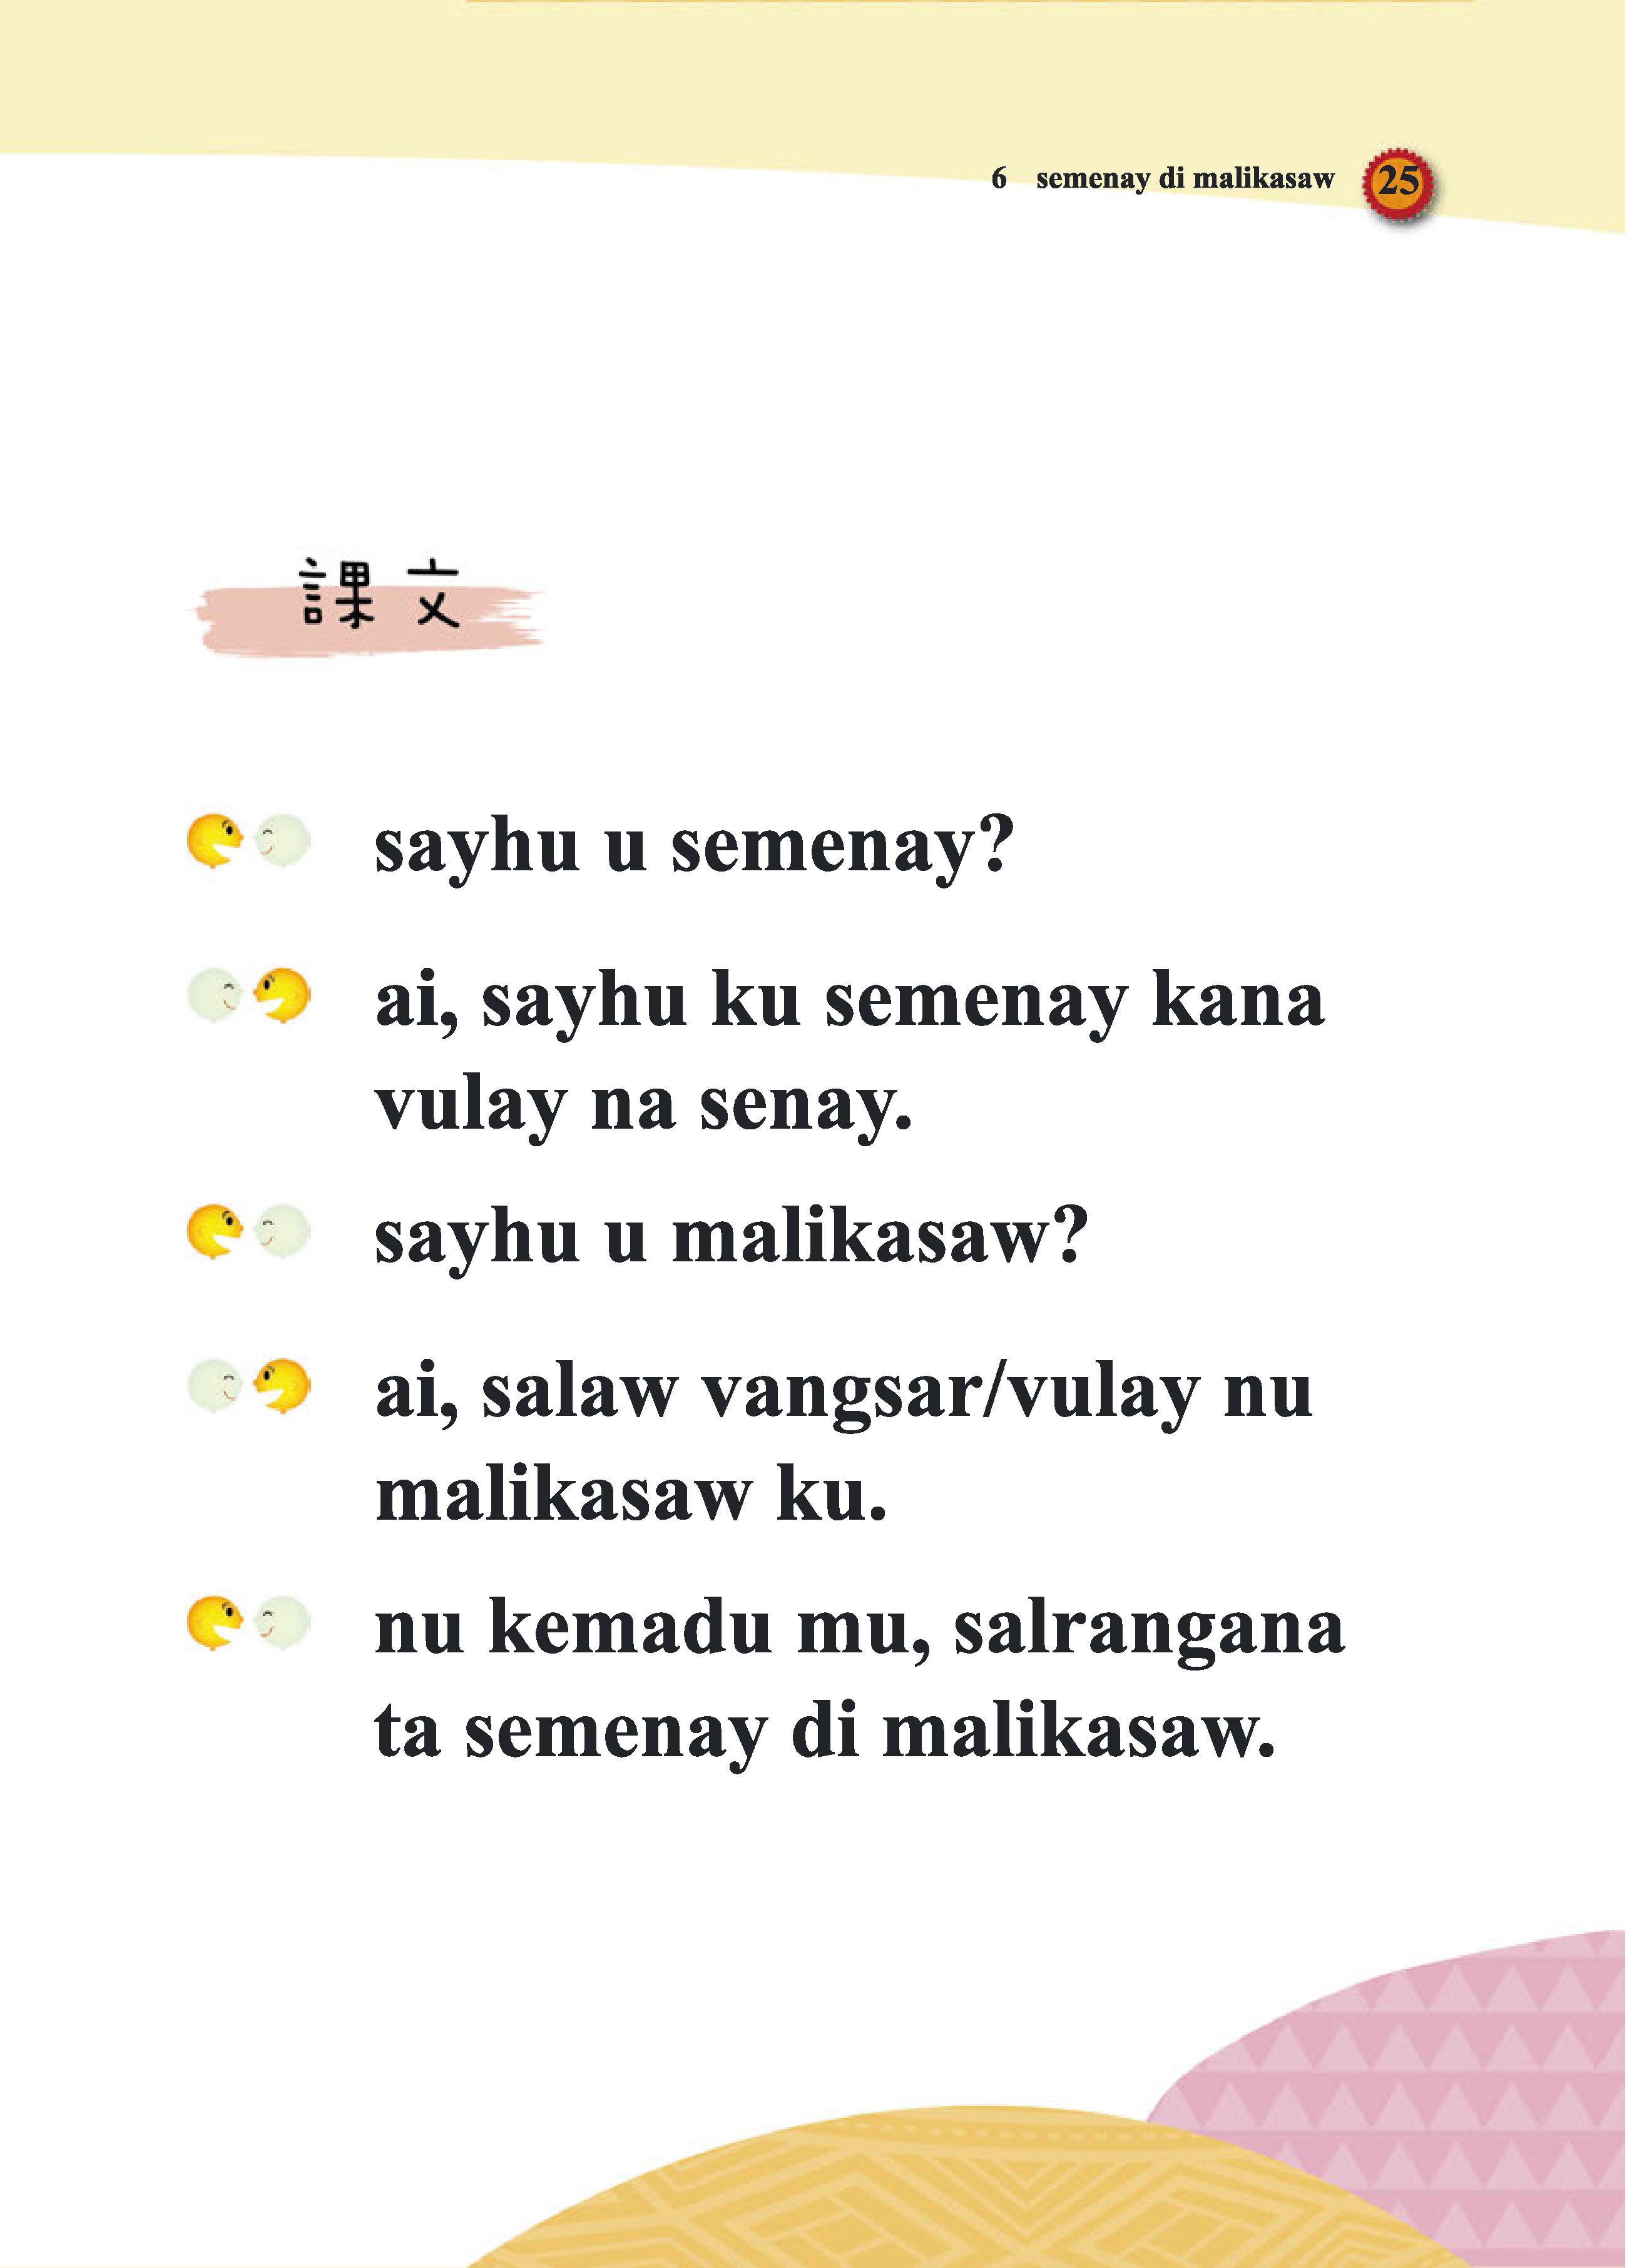 6 semenay di malikasaw 25
課文
sayhu u semenay?
ai, sayhu ku semenay kana
vulay na senay.
sayhu u malikasaw?
ai, salaw vangsar/vulay nu
malikasaw ku.
nu kemadu mu, salrangana
ta semenay di malikasaw.